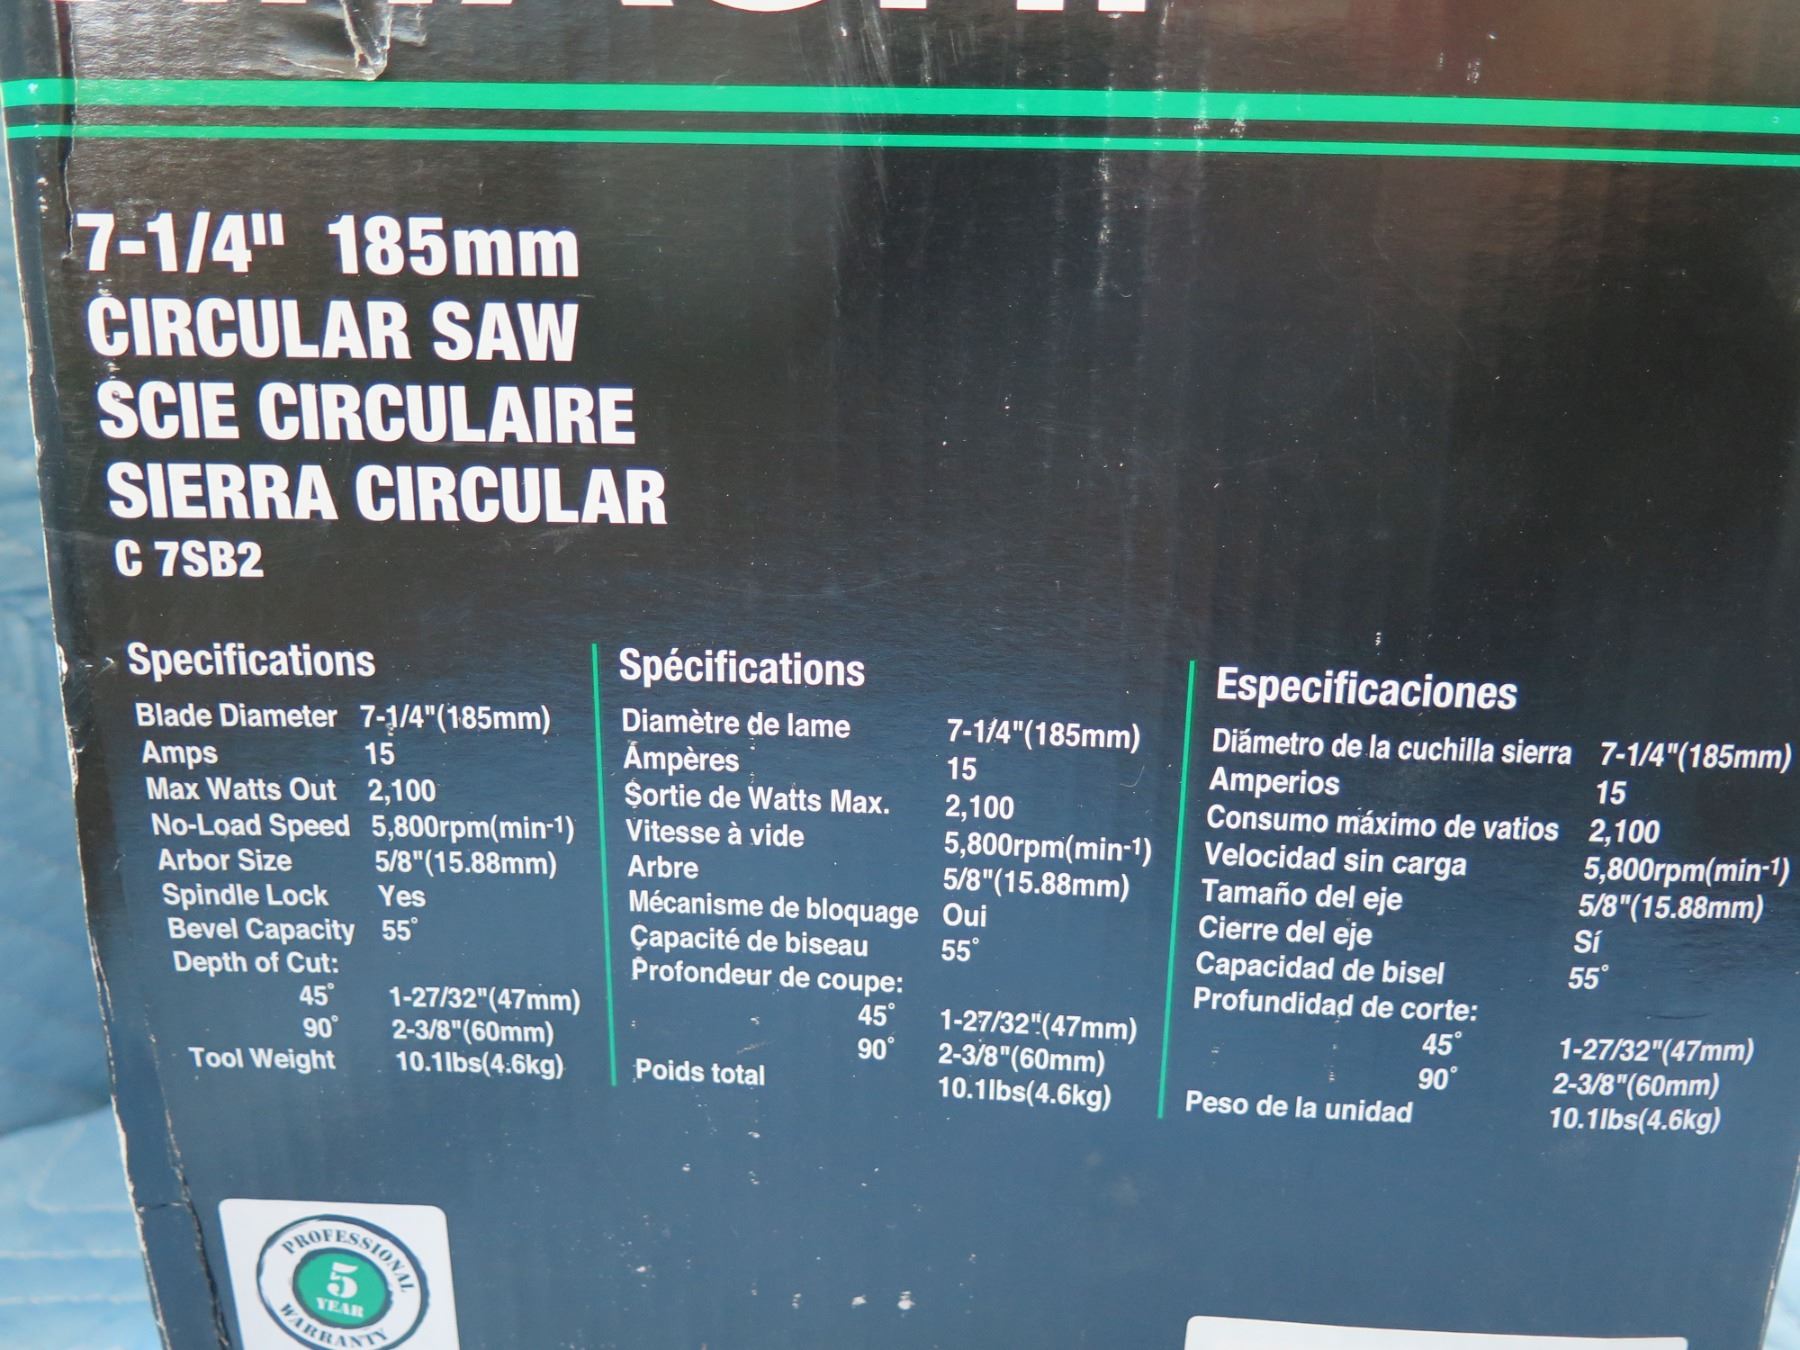 7-1/4" 185mm
CIRCULAR SAW
SCIE CIRCULAIRE
SIERRA CIRCULAR
C 7SB2
Specifications
Blade Diameter 7-1/4"(185mm)
Amps 15
Max Watts Out 2,100
No-Load Speed 5,800rpm(min-1)
Arbor Size 5/8"(15.88mm)
Spindle Lock Yes
Bevel Capacity 55°
Depth of Cut:
45° 1-27/32"(47mm)
90° 2-3/8"(60mm)
Tool Weight 10.1lbs(4.6kg)
Spécifications
Diamètre de lame 7-1/4"(185mm)
Ampères 15
Sortie de Watts Max. 2,100
Vitesse à vide 5,800rpm(min-1)
Arbre 5/8"(15.88mm)
Mécanisme de bloquage Oui
Capacité de biseau 55°
Profondeur de coupe:
45° 1-27/32"(47mm)
90° 2-3/8"(60mm)
Poids total 10.1lbs(4.6kg)
Especificaciones
Diámetro de la cuchilla sierra 7-1/4"(185mm)
Amperios 15
Consumo máximo de vatios 2,100
Velocidad sin carga 5,800rpm(min-1)
Tamaño del eje 5/8"(15.88mm)
Cierre del eje Sí
Capacidad de bisel 55°
Profundidad de corte:
45° 1-27/32"(47mm)
90° 2-3/8"(60mm)
Peso de la unidad 10.1lbs(4.6kg)
PROFESSIONAL
5
YEAR
WARRANTY